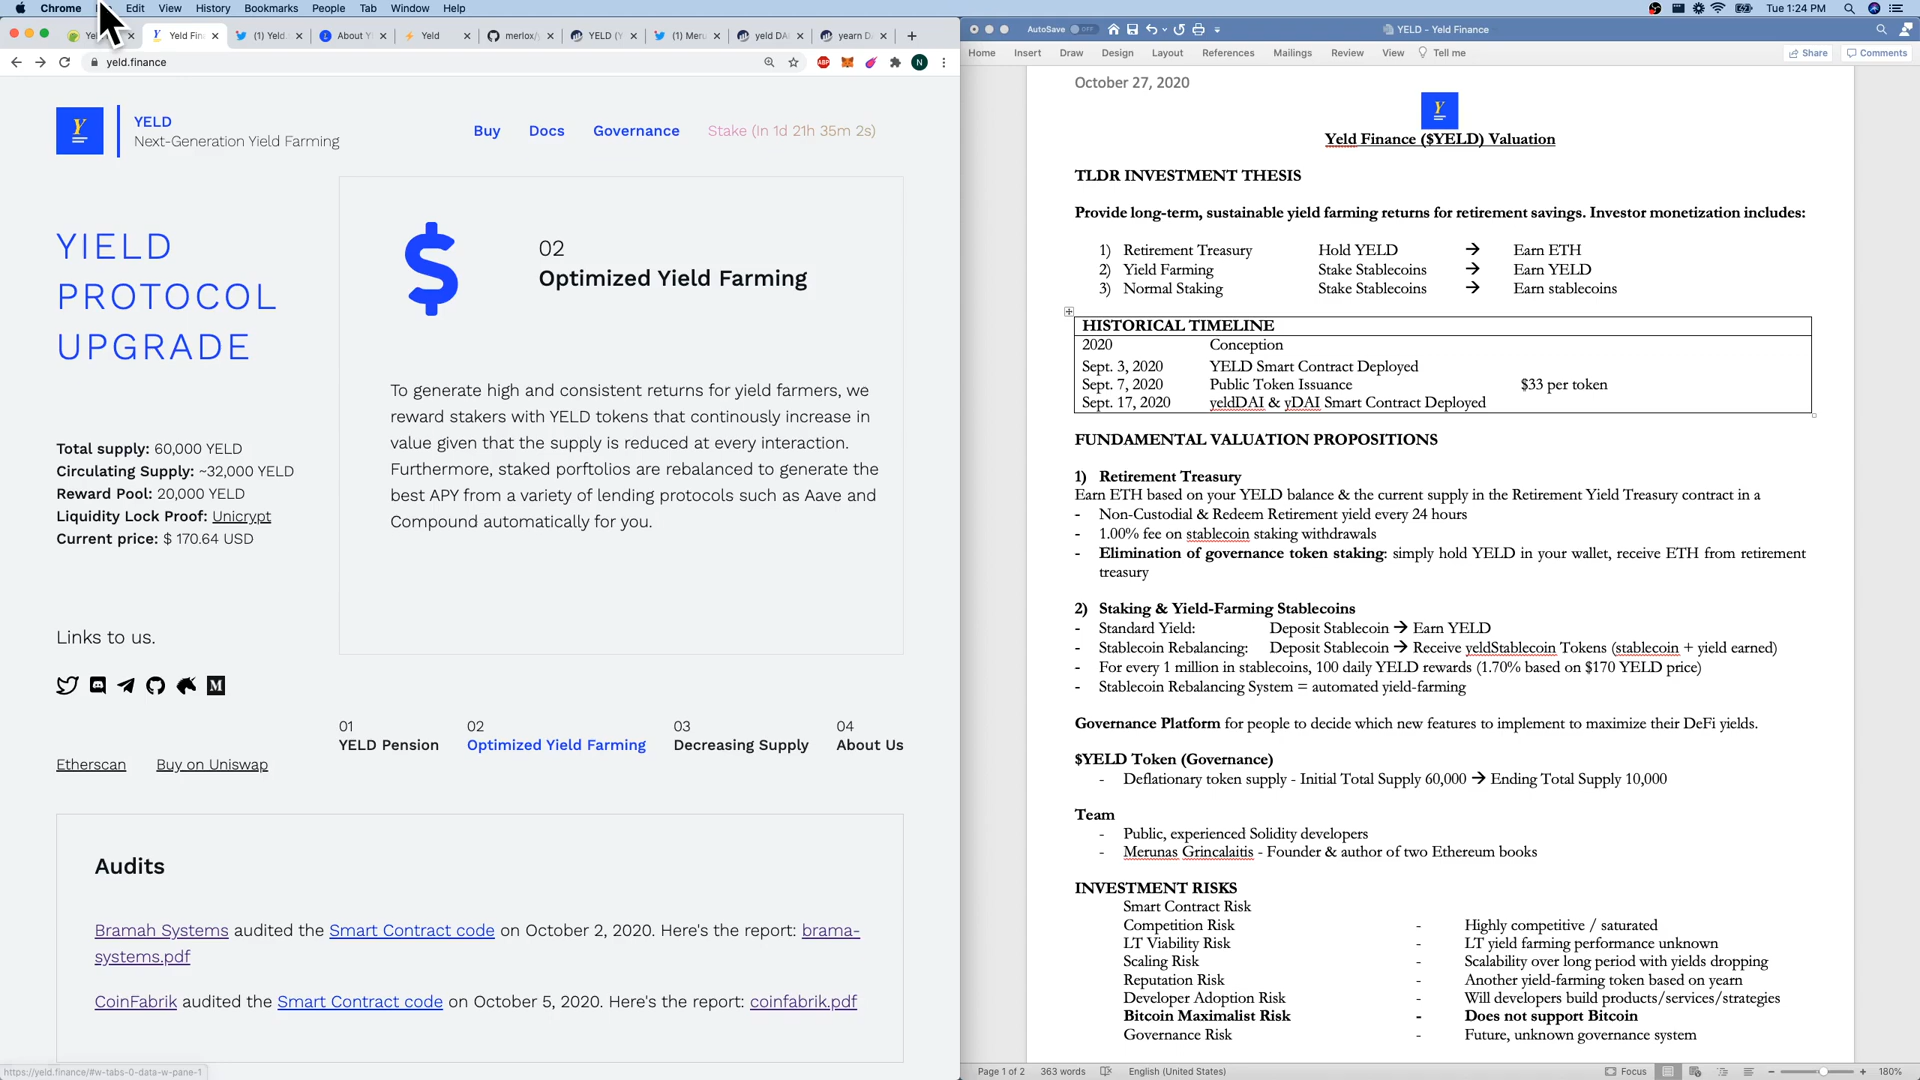 Chrome Edit View History Bookmarks People Tab Window Help
Tue 1:24 PM
Yeld Fin
(1) Yeld.
About Y
Yeld
merlox/
YELD (Y
(1) Meru
yeld DAI
yearn D
yeld.finance
ABP
N
YELD
Next-Generation Yield Farming
Buy Docs Governance Stake (In 1d 21h 35m 2s)
YIELD
PROTOCOL
UPGRADE
02
Optimized Yield Farming
To generate high and consistent returns for yield farmers, we
reward stakers with YELD tokens that continously increase in
value given that the supply is reduced at every interaction.
Furthermore, staked porftolios are rebalanced to generate the
best APY from a variety of lending protocols such as Aave and
Compound automatically for you.
Total supply: 60,000 YELD
Circulating Supply: ~32,000 YELD
Reward Pool: 20,000 YELD
Liquidity Lock Proof: Unicrypt
Current price: $ 170.64 USD
Links to us.
01 02 03 04
YELD Pension Optimized Yield Farming Decreasing Supply About Us
Etherscan Buy on Uniswap
Audits
Bramah Systems audited the Smart Contract code on October 2, 2020. Here's the report: brama-
systems.pdf
CoinFabrik audited the Smart Contract code on October 5, 2020. Here's the report: coinfabrik.pdf
https://yeld.finance/#w-tabs-0-data-w-pane-1
AutoSave OFF
YELD - Yeld Finance
Home Insert Draw Design Layout References Mailings Review View Tell me Share Comments
October 27, 2020
Y
Yeld Finance ($YELD) Valuation
TLDR INVESTMENT THESIS
Provide long-term, sustainable yield farming returns for retirement savings. Investor monetization includes:
1) Retirement Treasury Hold YELD → Earn ETH
2) Yield Farming Stake Stablecoins → Earn YELD
3) Normal Staking Stake Stablecoins → Earn stablecoins
HISTORICAL TIMELINE
2020 Conception
Sept. 3, 2020 YELD Smart Contract Deployed
Sept. 7, 2020 Public Token Issuance $33 per token
Sept. 17, 2020 yeldDAI & yDAI Smart Contract Deployed
FUNDAMENTAL VALUATION PROPOSITIONS
1) Retirement Treasury
Earn ETH based on your YELD balance & the current supply in the Retirement Yield Treasury contract in a
- Non-Custodial & Redeem Retirement yield every 24 hours
- 1.00% fee on stablecoin staking withdrawals
- Elimination of governance token staking: simply hold YELD in your wallet, receive ETH from retirement
treasury
2) Staking & Yield-Farming Stablecoins
- Standard Yield: Deposit Stablecoin → Earn YELD
- Stablecoin Rebalancing: Deposit Stablecoin → Receive yeldStablecoin Tokens (stablecoin + yield earned)
- For every 1 million in stablecoins, 100 daily YELD rewards (1.70% based on $170 YELD price)
- Stablecoin Rebalancing System = automated yield-farming
Governance Platform for people to decide which new features to implement to maximize their DeFi yields.
$YELD Token (Governance)
- Deflationary token supply - Initial Total Supply 60,000 → Ending Total Supply 10,000
Team
- Public, experienced Solidity developers
- Merunas Grincalaitis - Founder & author of two Ethereum books
INVESTMENT RISKS
Smart Contract Risk
Competition Risk - Highly competitive / saturated
LT Viability Risk - LT yield farming performance unknown
Scaling Risk - Scalability over long period with yields dropping
Reputation Risk - Another yield-farming token based on yearn
Developer Adoption Risk - Will developers build products/services/strategies
Bitcoin Maximalist Risk - Does not support Bitcoin
Governance Risk - Future, unknown governance system
Page 1 of 2 363 words English (United States) Focus 180%